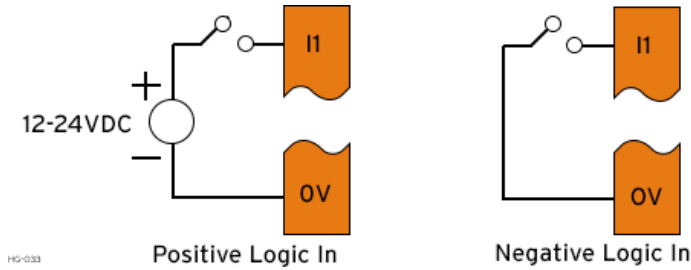 I1
+
12-24VDC
−
0V
HG-033
Positive Logic In
I1
0V
Negative Logic In